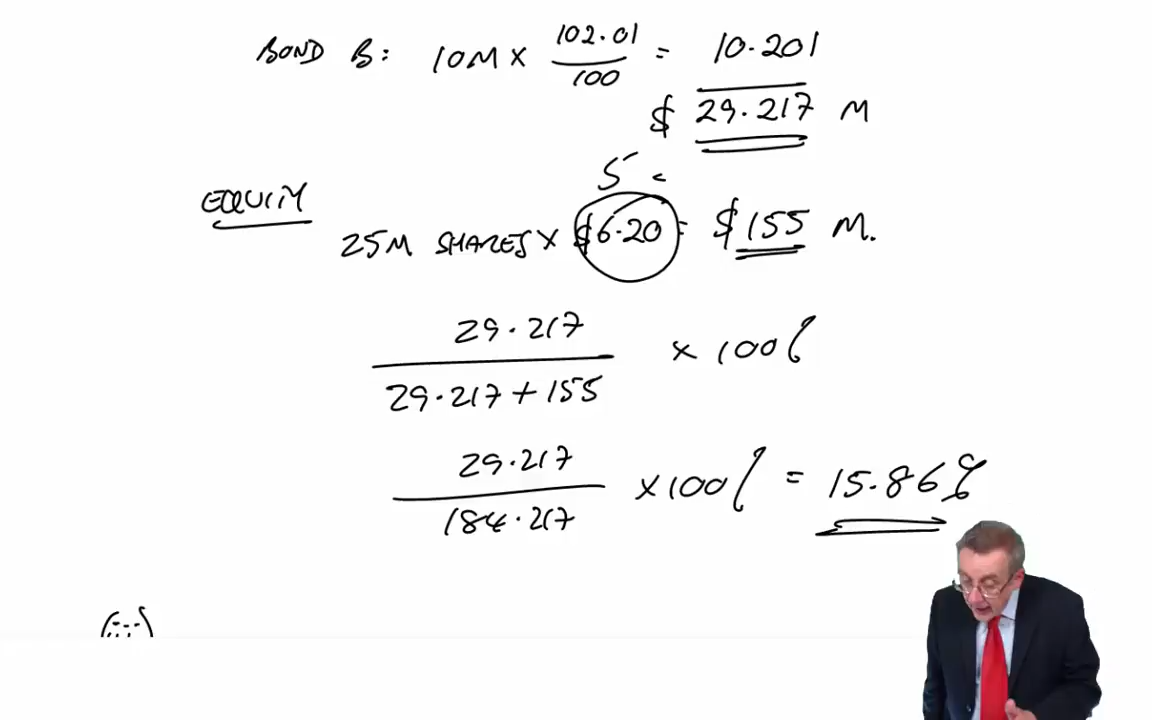 BOND B: 10M × 102.01/100 = 10.201
$ 29.217 M
5 =
EQUITY
25M SHARES × $6.20 = $155 M.
29.217
/ 29.217 + 155 × 100%
29.217
/ 184.217 × 100% = 15.86%